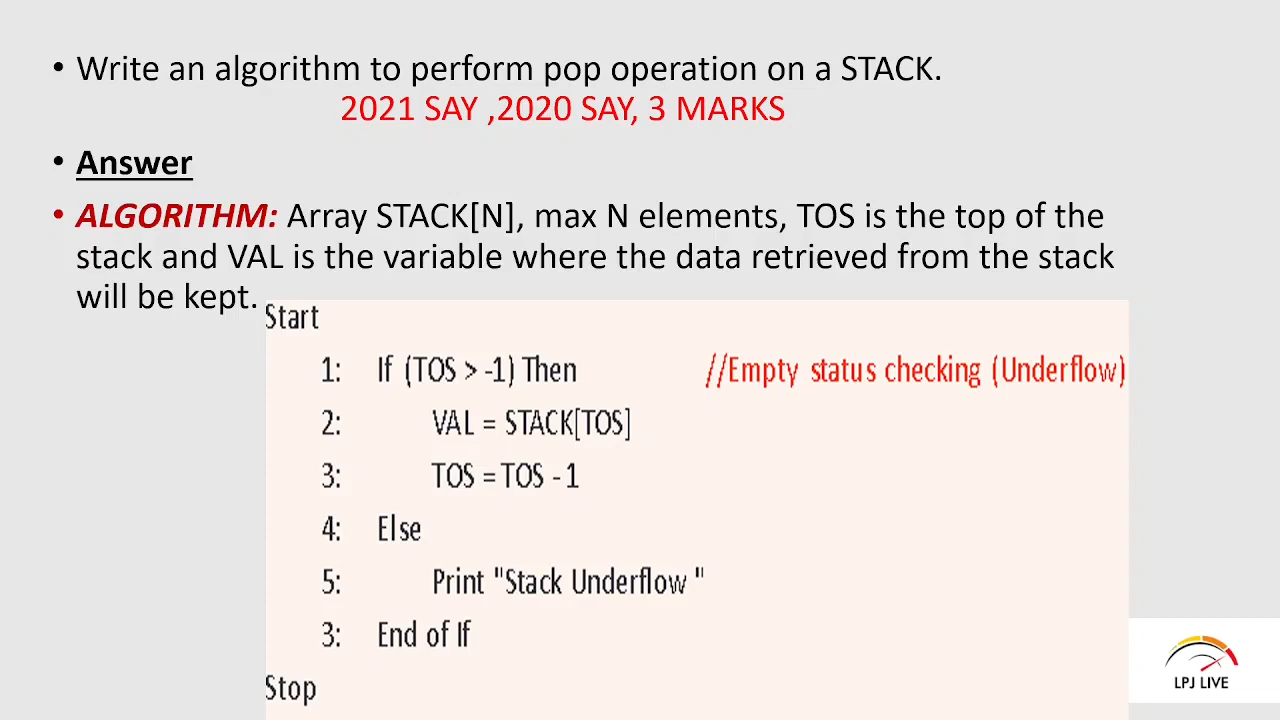 • Write an algorithm to perform pop operation on a STACK.
2021 SAY ,2020 SAY, 3 MARKS
• Answer
• ALGORITHM: Array STACK[N], max N elements, TOS is the top of the
stack and VAL is the variable where the data retrieved from the stack
will be kept.
Start
1: If (TOS > -1) Then //Empty status checking (Underflow)
2: VAL = STACK[TOS]
3: TOS = TOS - 1
4: Else
5: Print "Stack Underflow "
3: End of If
Stop
LPJ LIVE